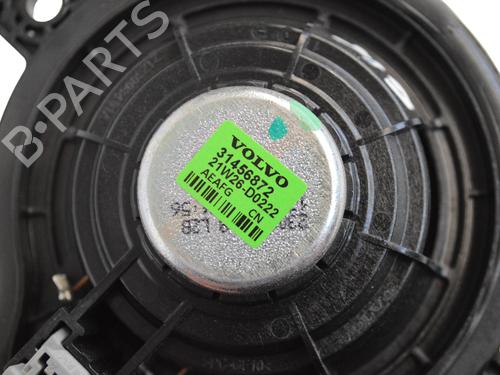 B-PARTS
VOLVO
31456872
21W26-D0222
AEAFG CN